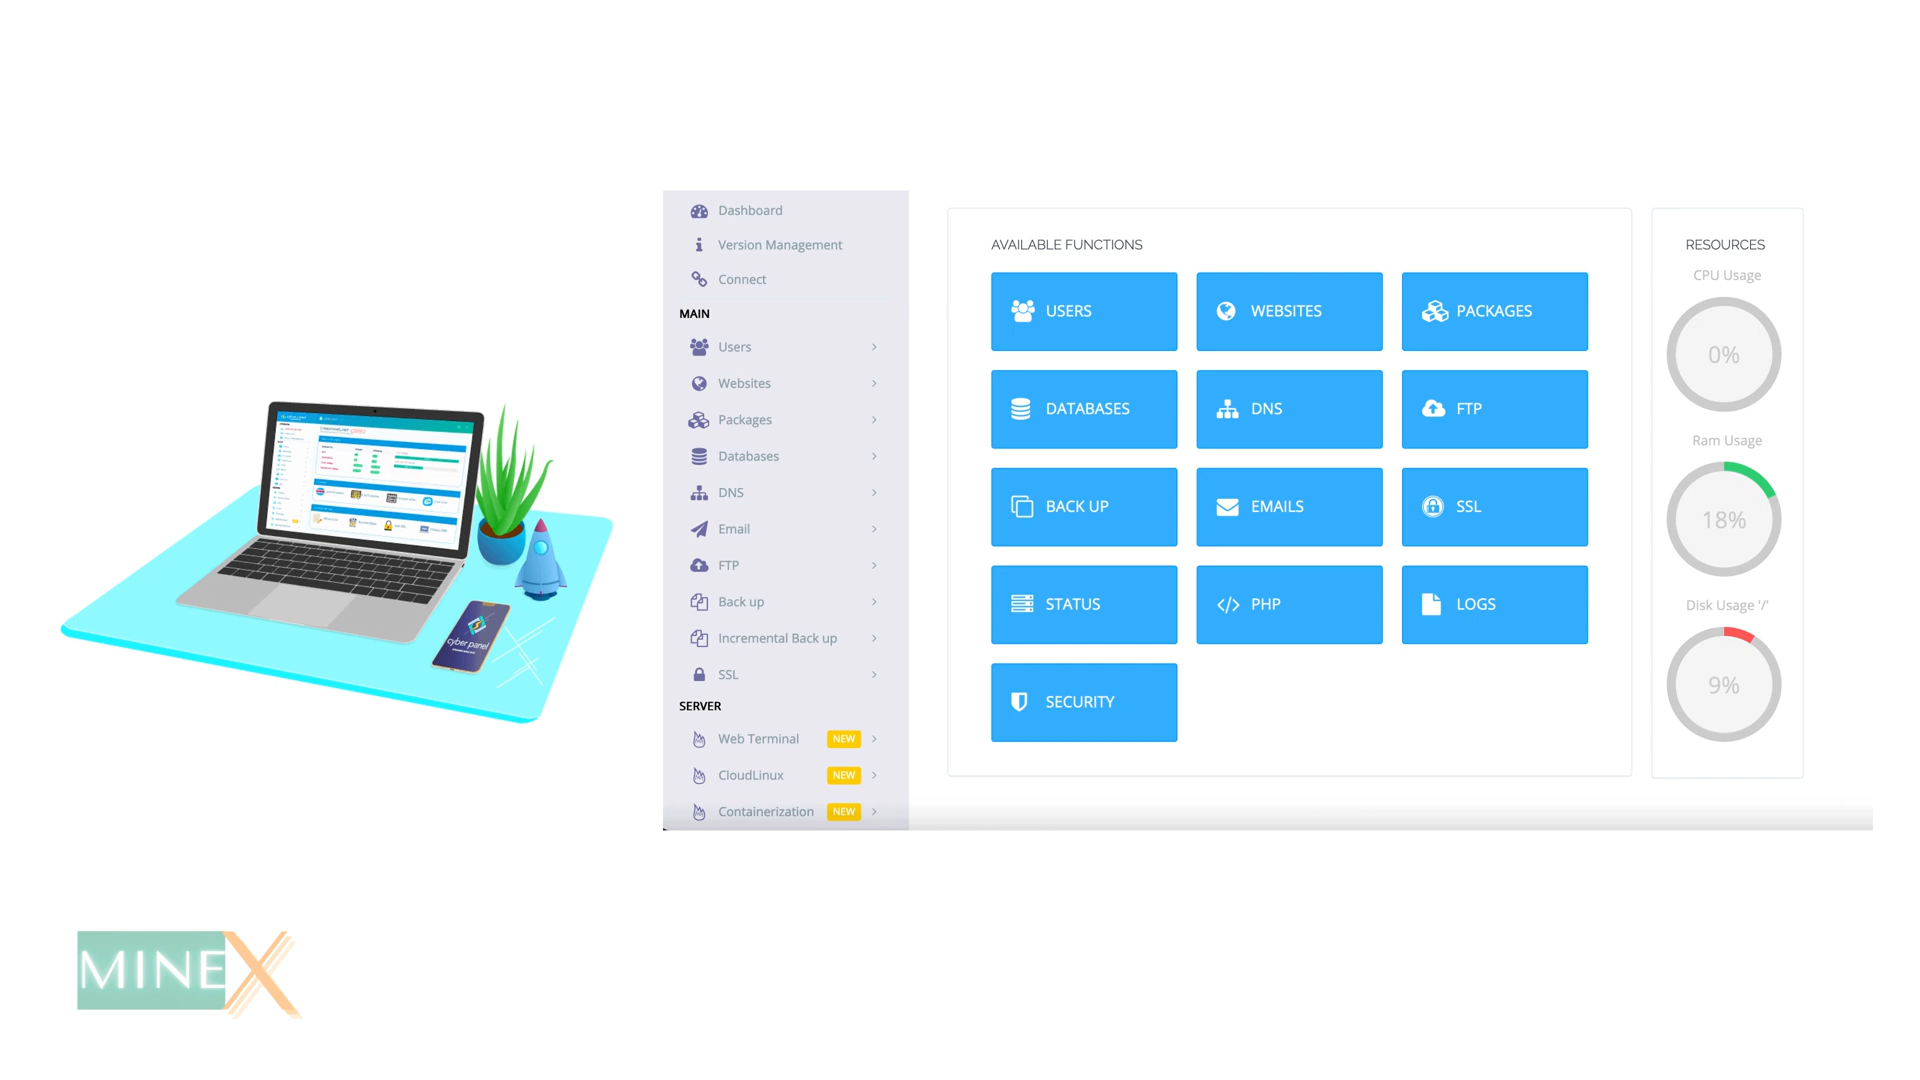 Dashboard
Version Management
Connect
MAIN
Users
Websites
Packages
Databases
DNS
Email
FTP
Back up
Incremental Back up
SSL
SERVER
Web Terminal NEW
CloudLinux NEW
Containerization NEW
AVAILABLE FUNCTIONS
USERS
WEBSITES
PACKAGES
DATABASES
DNS
FTP
BACK UP
EMAILS
SSL
STATUS
PHP
LOGS
SECURITY
RESOURCES
CPU Usage
0%
Ram Usage
18%
Disk Usage '/'
9%
cyber panel
MINEX